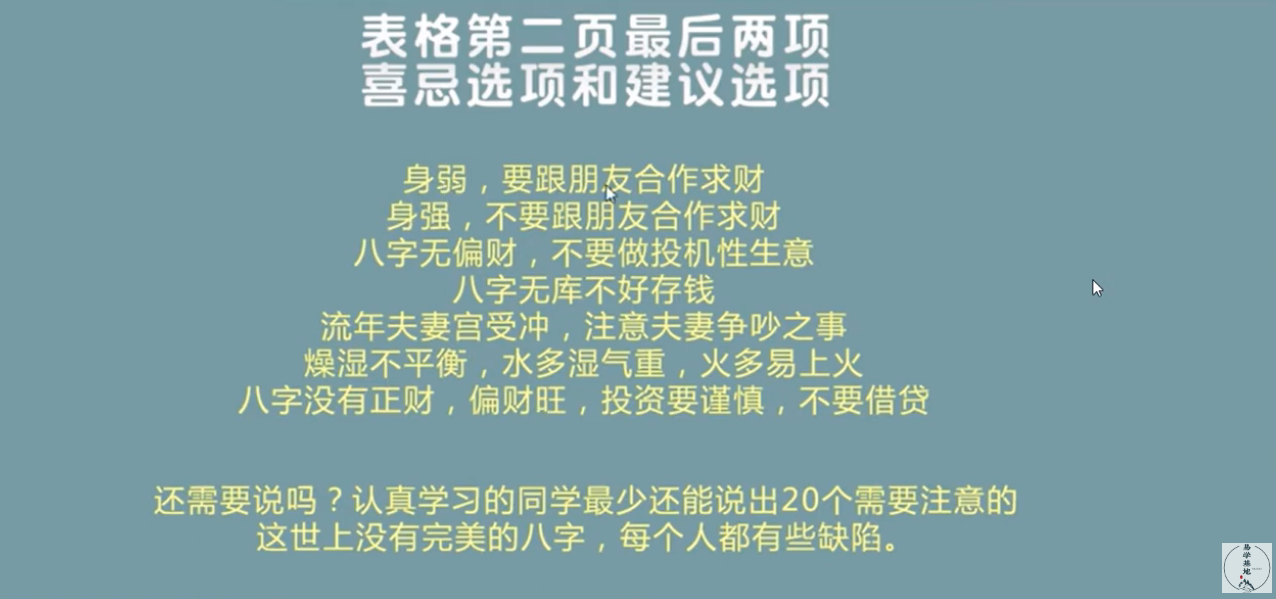 表格第二页最后两项
喜忌选项和建议选项
身弱，要跟朋友合作求财
身强，不要跟朋友合作求财
八字无偏财，不要做投机性生意
八字无库不好存钱
流年夫妻宫受冲，注意夫妻争吵之事
燥湿不平衡，水多湿气重，火多易上火
八字没有正财，偏财旺，投资要谨慎，不要借贷
还需要说吗？认真学习的同学最少还能说出20个需要注意的
这世上没有完美的八字，每个人都有些缺陷。
易学基地